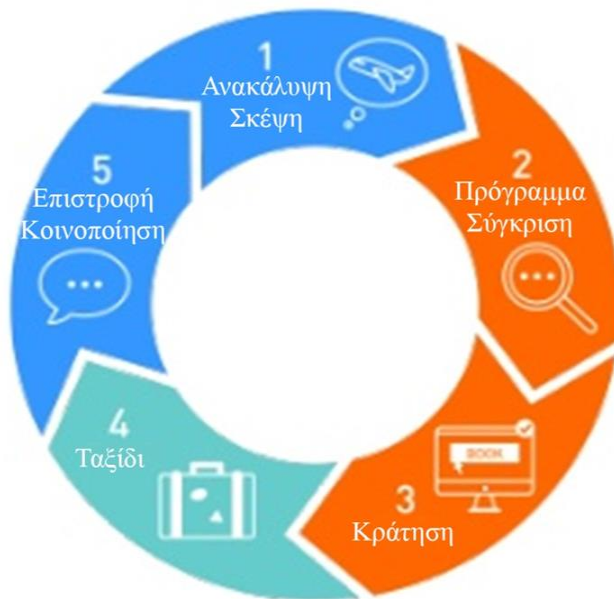 1
Ανακάλυψη
Σκέψη
2
Πρόγραμμα
Σύγκριση
BOOK
3
Κράτηση
4
Ταξίδι
5
Επιστροφή
Κοινοποίηση